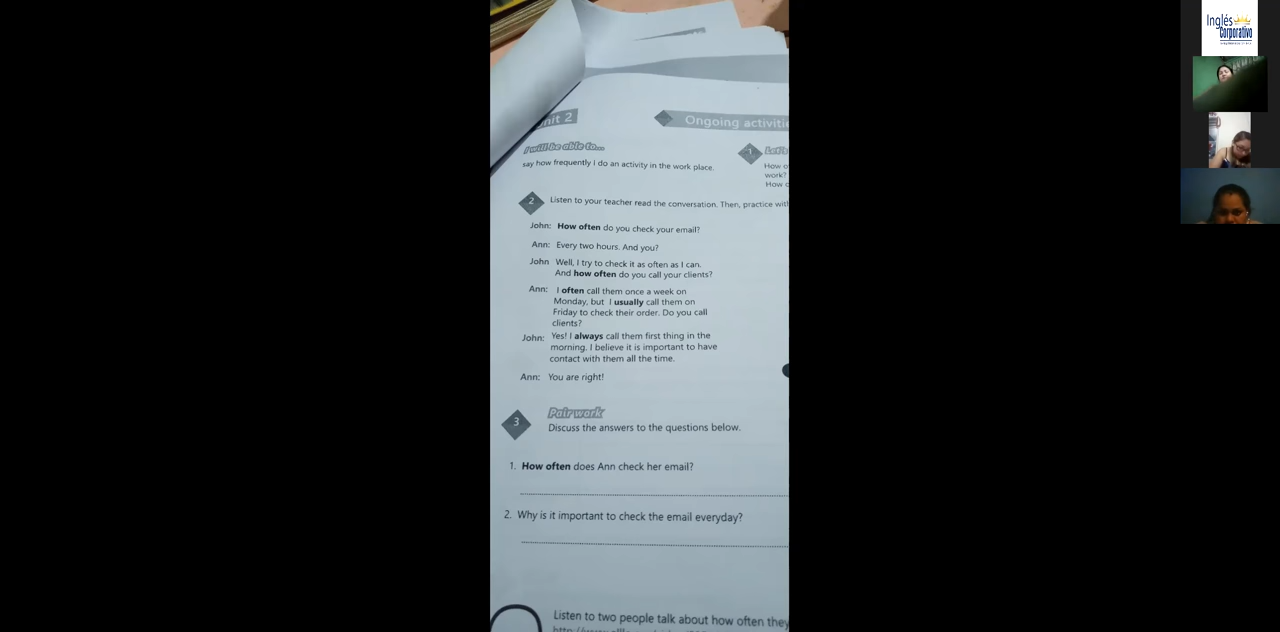 nit 2
Ongoing activitie
I will be able to...
say how frequently I do an activity in the work place.
1
Let's
How o
work?
How o
2
Listen to your teacher read the conversation. Then, practice with
John: How often do you check your email?
Ann: Every two hours. And you?
John Well, I try to check it as often as I can.
And how often do you call your clients?
Ann: I often call them once a week on
Monday, but I usually call them on
Friday to check their order. Do you call
clients?
John: Yes! I always call them first thing in the
morning. I believe it is important to have
contact with them all the time.
Ann: You are right!
3
Pair work
Discuss the answers to the questions below.
1. How often does Ann check her email?
2. Why is it important to check the email everyday?
Listen to two people talk about how often they
Inglés
Corporativo